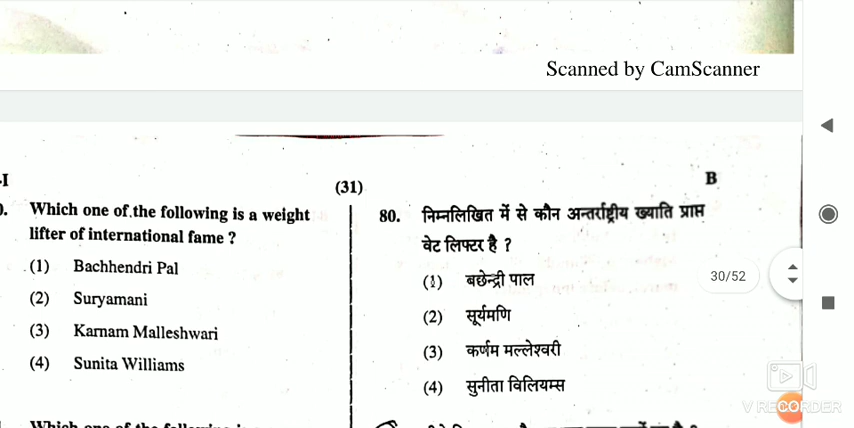 Scanned by CamScanner
-I
(31)
B
Which one of the following is a weight
lifter of international fame ?
(1) Bachhendri Pal
(2) Suryamani
(3) Karnam Malleshwari
(4) Sunita Williams
80. निम्नलिखित में से कौन अन्तर्राष्ट्रीय ख्याति प्राप्त
वेट लिफ्टर है ?
(1) बछेन्द्री पाल
(2) सूर्यमणि
(3) कर्णम मल्लेश्वरी
(4) सुनीता विलियम्स
30/52
V RECORDER